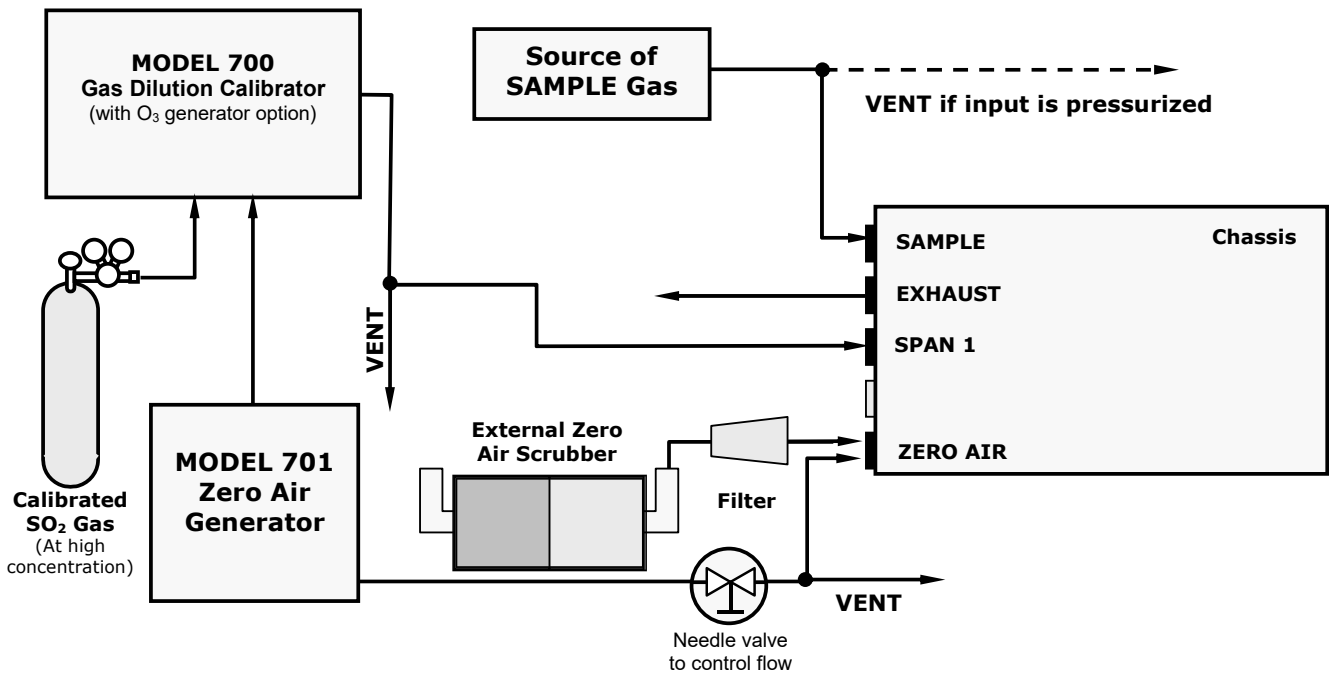 MODEL 700
Gas Dilution Calibrator
(with O₃ generator option)
Source of
SAMPLE Gas
VENT if input is pressurized
Chassis
SAMPLE
EXHAUST
SPAN 1
ZERO AIR
VENT
External Zero
Air Scrubber
Filter
MODEL 701
Zero Air
Generator
Calibrated
SO₂ Gas
(At high
concentration)
VENT
Needle valve
to control flow